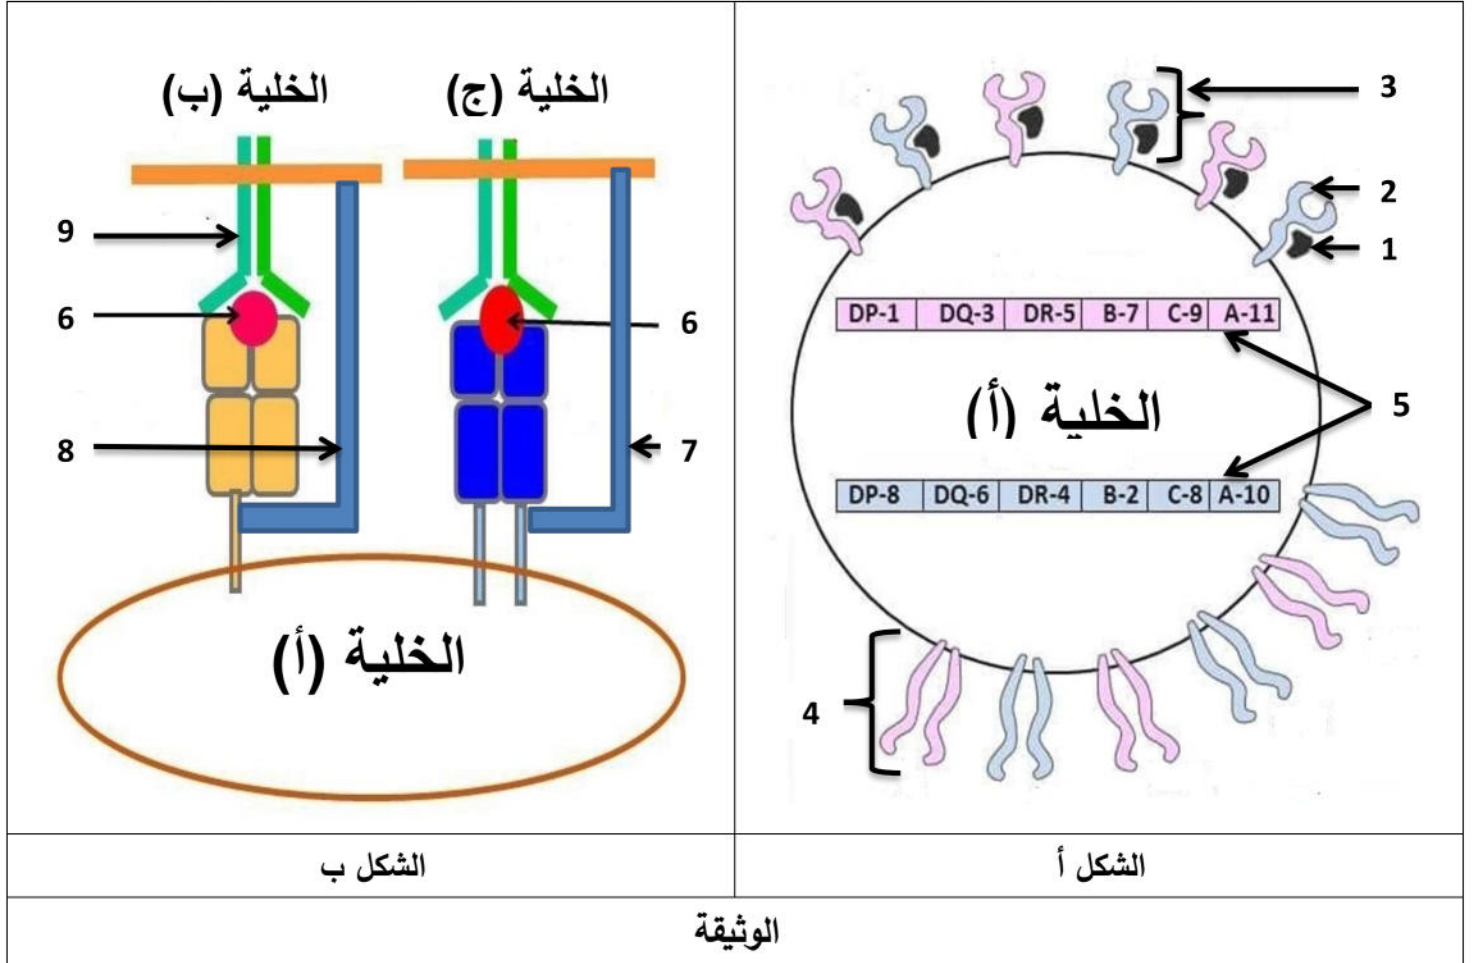 3
2
1
DP-1 DQ-3 DR-5 B-7 C-9 A-11
الخلية (أ)
5
DP-8 DQ-6 DR-4 B-2 C-8 A-10
4
الشكل أ
الخلية (ج)
الخلية (ب)
9
6
6
8
7
الخلية (أ)
الشكل ب
الوثيقة